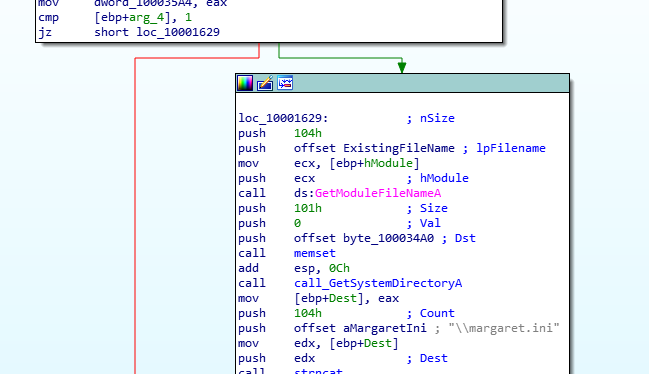 mov dword_100035A4, eax
cmp [ebp+arg_4], 1
jz short loc_10001629
loc_10001629: ; nSize
push 104h
push offset ExistingFileName ; lpFilename
mov ecx, [ebp+hModule]
push ecx ; hModule
call ds:GetModuleFileNameA
push 101h ; Size
push 0 ; Val
push offset byte_100034A0 ; Dst
call memset
add esp, 0Ch
call call_GetSystemDirectoryA
mov [ebp+Dest], eax
push 104h ; Count
push offset aMargaretIni ; "\\margaret.ini"
mov edx, [ebp+Dest]
push edx ; Dest
call strncat